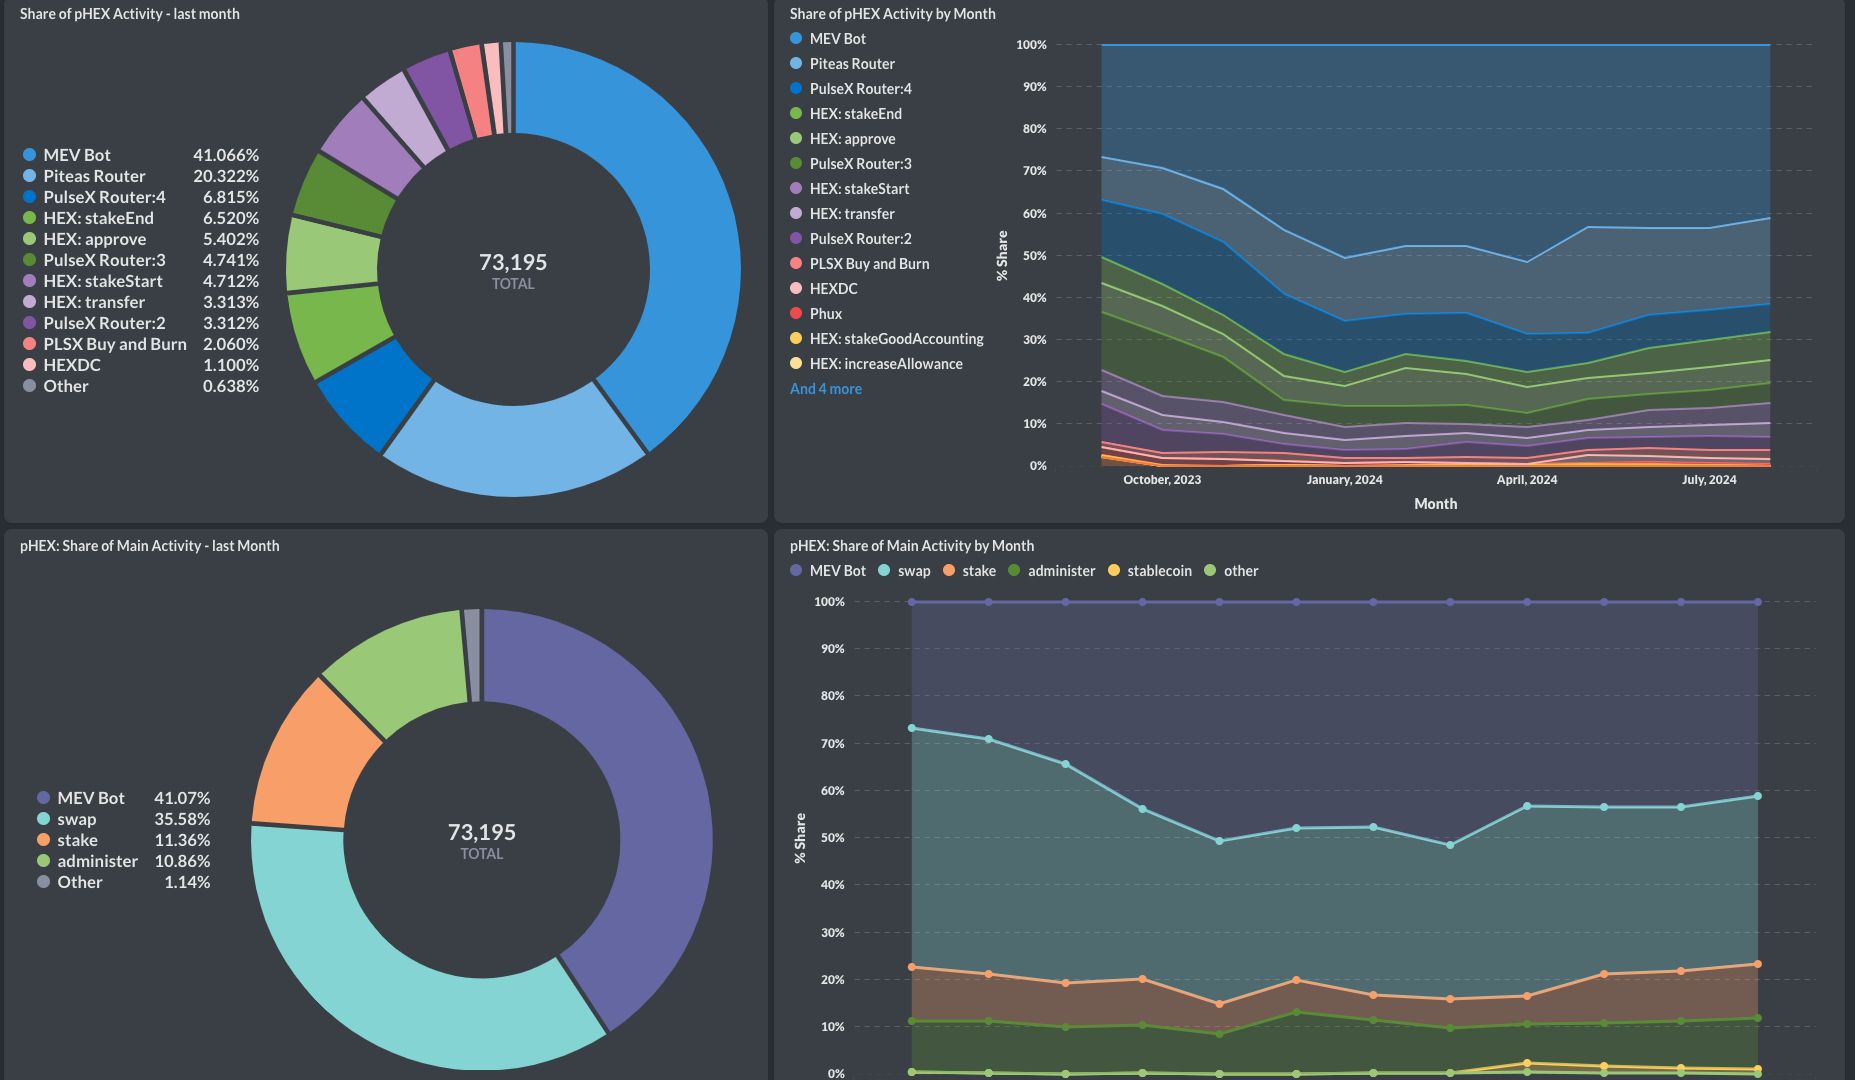 Share of pHEX Activity - last month
MEV Bot 41.066%
Piteas Router 20.322%
PulseX Router:4 6.815%
HEX: stakeEnd 6.520%
HEX: approve 5.402%
PulseX Router:3 4.741%
HEX: stakeStart 4.712%
HEX: transfer 3.313%
PulseX Router:2 3.312%
PLSX Buy and Burn 2.060%
HEXDC 1.100%
Other 0.638%
73,195
TOTAL
Share of pHEX Activity by Month
MEV Bot
Piteas Router
PulseX Router:4
HEX: stakeEnd
HEX: approve
PulseX Router:3
HEX: stakeStart
HEX: transfer
PulseX Router:2
PLSX Buy and Burn
HEXDC
Phux
HEX: stakeGoodAccounting
HEX: increaseAllowance
And 4 more
% Share
100%
90%
80%
70%
60%
50%
40%
30%
20%
10%
0%
October, 2023 January, 2024 April, 2024 July, 2024
Month
pHEX: Share of Main Activity - last Month
MEV Bot 41.07%
swap 35.58%
stake 11.36%
administer 10.86%
Other 1.14%
73,195
TOTAL
pHEX: Share of Main Activity by Month
MEV Bot swap stake administer stablecoin other
% Share
100%
90%
80%
70%
60%
50%
40%
30%
20%
10%
0%